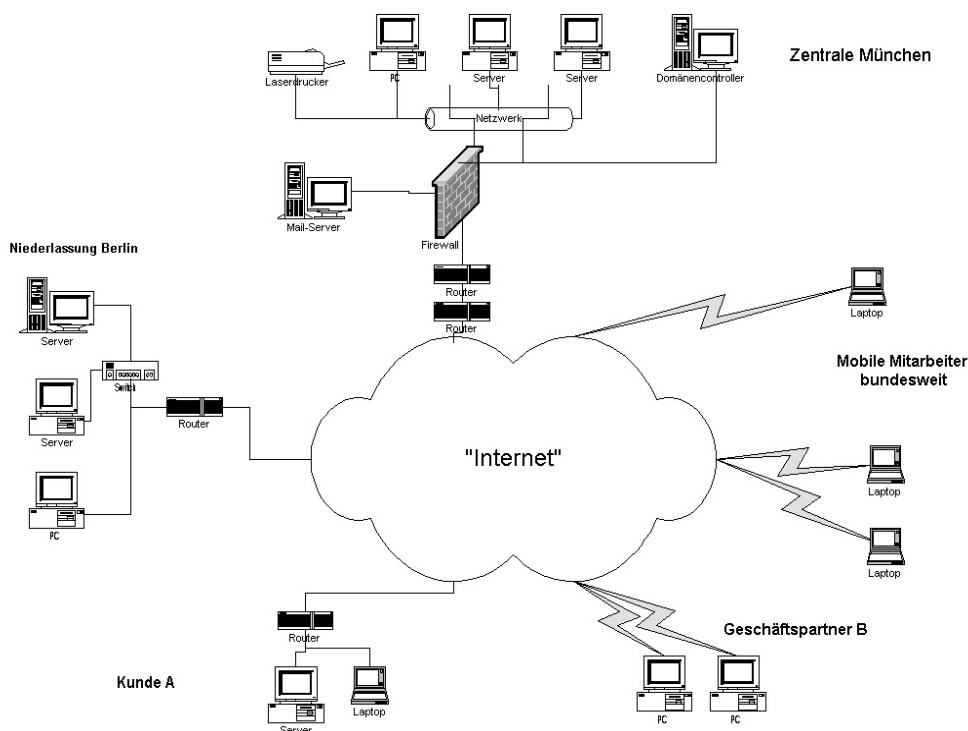 Zentrale München
Laserdrucker
PC
Server
Server
Domänencontroller
Netzwerk
Mail-Server
Firewall
Niederlassung Berlin
Router
Router
Laptop
Server
Switch
Mobile Mitarbeiter
bundesweit
Server
Router
"Internet"
Laptop
PC
Laptop
Router
Geschäftspartner B
Kunde A
Server
Laptop
PC
PC